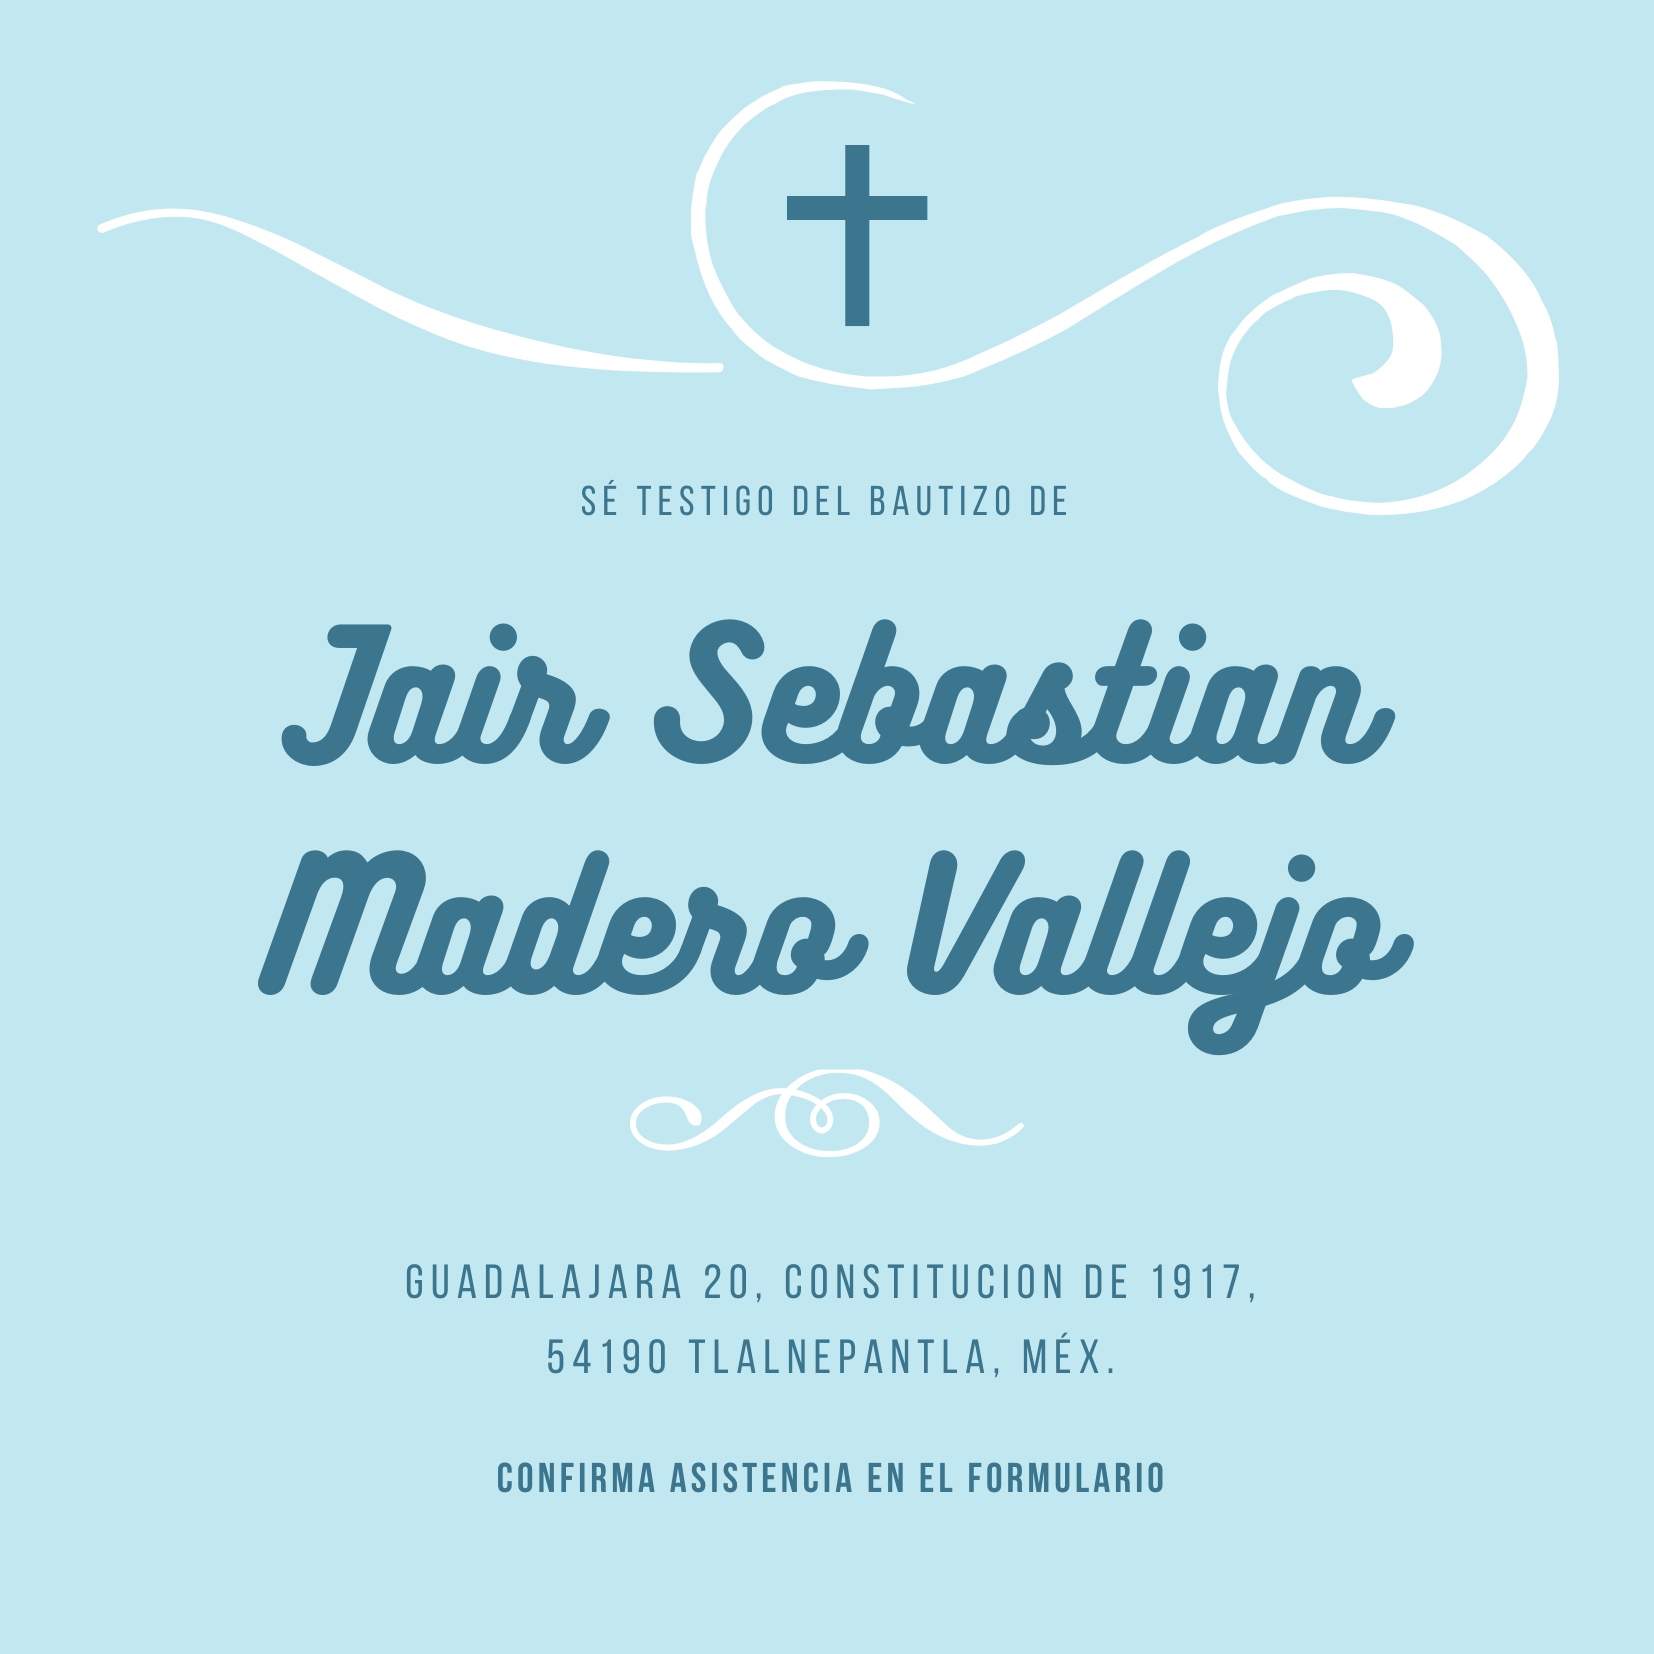 SÉ TESTIGO DEL BAUTIZO DE
Jair Sebastian
Madero Vallejo
GUADALAJARA 20, CONSTITUCION DE 1917,
54190 TLALNEPANTLA, MÉX.
CONFIRMA ASISTENCIA EN EL FORMULARIO